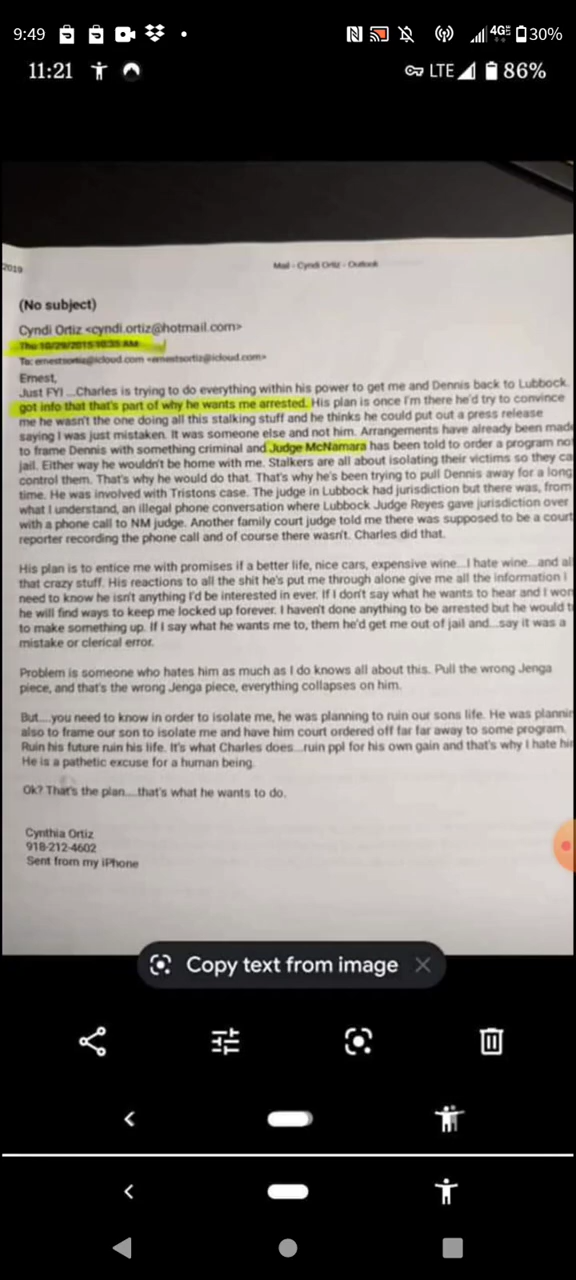 9:49
4GE 30%
11:21
LTE 86%
2019
Mail - Cyndi Ortiz - Outlook
(No subject)
Cyndi Ortiz <cyndi.ortiz@hotmail.com>
Thu 10/29/2015 10:35 AM
To: ernestsortiz@icloud.com <ernestsortiz@icloud.com>
Ernest,
Just FYI ...Charles is trying to do everything within his power to get me and Dennis back to Lubbock.
got info that that's part of why he wants me arrested. His plan is once I'm there he'd try to convince
me he wasn't the one doing all this stalking stuff and he thinks he could put out a press release
saying I was just mistaken. It was someone else and not him. Arrangements have already been made
to frame Dennis with something criminal and Judge McNamara has been told to order a program no
jail. Either way he wouldn't be home with me. Stalkers are all about isolating their victims so they ca
control them. That's why he would do that. That's why he's been trying to pull Dennis away for a long
time. He was involved with Tristons case. The judge in Lubbock had jurisdiction but there was, from
what I understand, an illegal phone conversation where Lubbock Judge Reyes gave jurisdiction over
with a phone call to NM judge. Another family court judge told me there was supposed to be a court
reporter recording the phone call and of course there wasn't. Charles did that.
His plan is to entice me with promises if a better life, nice cars, expensive wine...I hate wine...and al
that crazy stuff. His reactions to all the shit he's put me through alone give me all the information I
need to know he isn't anything I'd be interested in ever. If I don't say what he wants to hear and I won
he will find ways to keep me locked up forever. I haven't done anything to be arrested but he would t
to make something up. If I say what he wants me to, them he'd get me out of jail and...say it was a
mistake or clerical error.
Problem is someone who hates him as much as I do knows all about this. Pull the wrong Jenga
piece, and that's the wrong Jenga piece, everything collapses on him.
But....you need to know in order to isolate me, he was planning to ruin our sons life. He was plannin
also to frame our son to isolate me and have him court ordered off far far away to some program.
Ruin his future ruin his life. It's what Charles does...ruin ppl for his own gain and that's why I hate him
He is a pathetic excuse for a human being.
Ok? That's the plan....that's what he wants to do.
Cynthia Ortiz
918-212-4602
Sent from my iPhone
Copy text from image